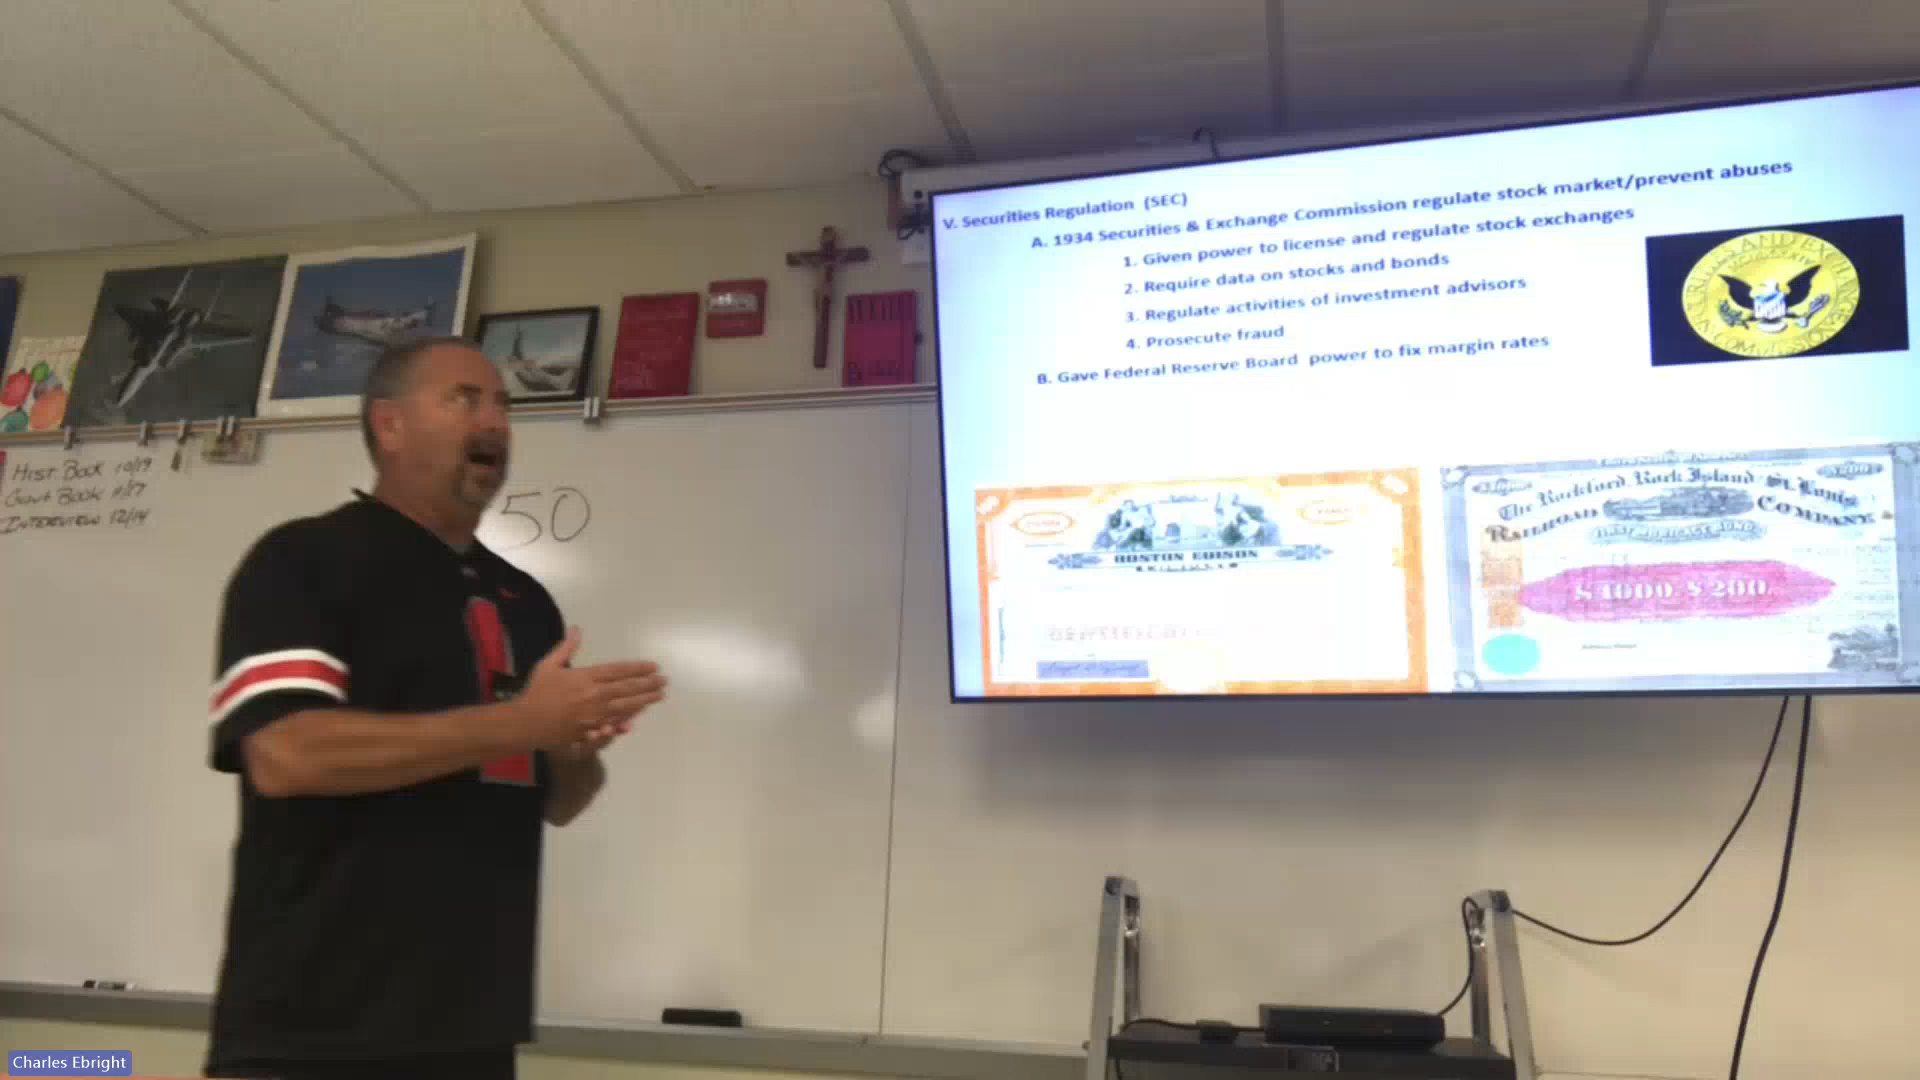 V. Securities Regulation (SEC)
A. 1934 Securities & Exchange Commission regulate stock market/prevent abuses
1. Given power to license and regulate stock exchanges
2. Require data on stocks and bonds
3. Regulate activities of investment advisors
4. Prosecute fraud
B. Gave Federal Reserve Board power to fix margin rates
BOSTON EDISON
The Rockford, Rock Island St. Louis
RAILROAD COMPANY
FIRST MORTGAGE BOND
$ 1000. $ 200.
Hist Book 10/19
Govt Book 11/17
INTERVIEW 12/14
50
Charles Ebright